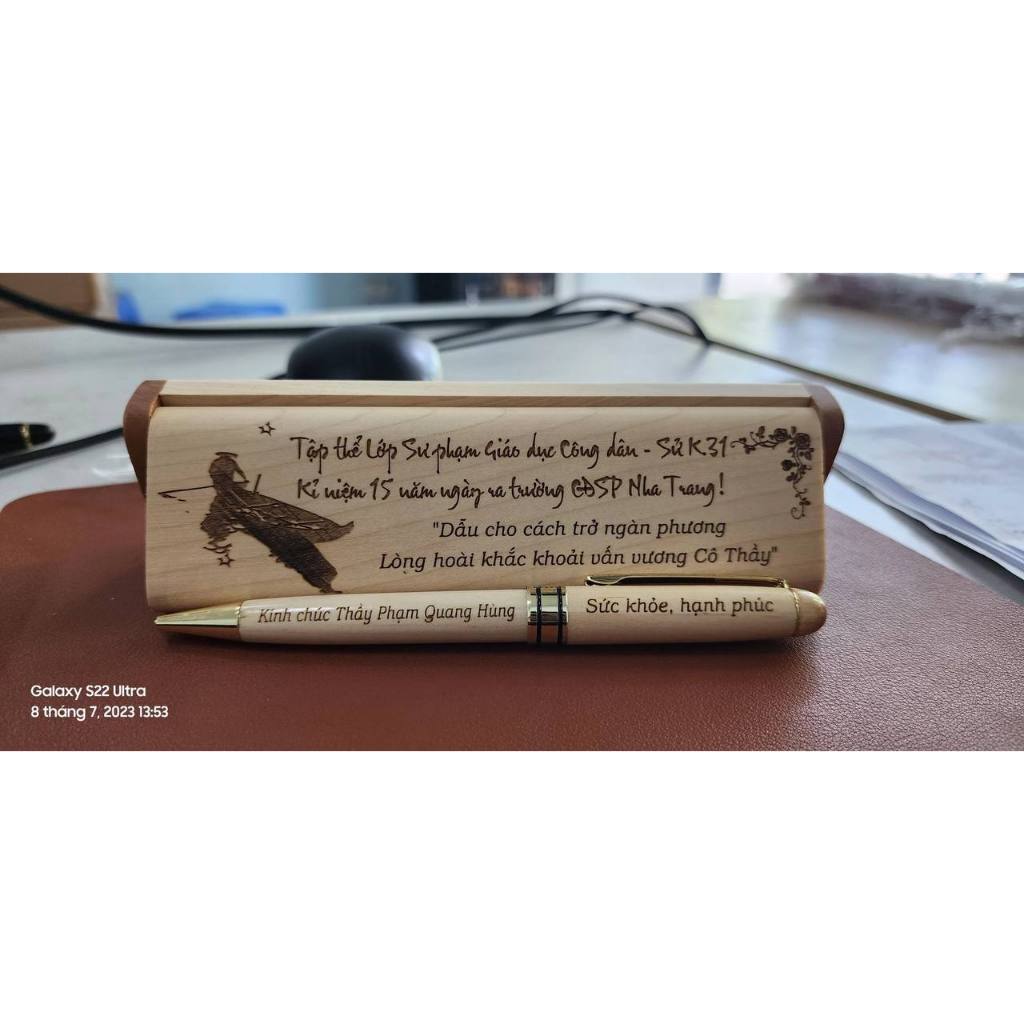 Tập thể Lớp Sư phạm Giáo dục Công dân - Sử K.31
Kỉ niệm 15 năm ngày ra trường CĐSP Nha Trang!
"Dẫu cho cách trở ngàn phương
Lòng hoài khắc khoải vấn vương Cô Thầy"
Kính chúc Thầy Phạm Quang Hùng
Sức khỏe, hạnh phúc
Galaxy S22 Ultra
8 tháng 7, 2023 13:53